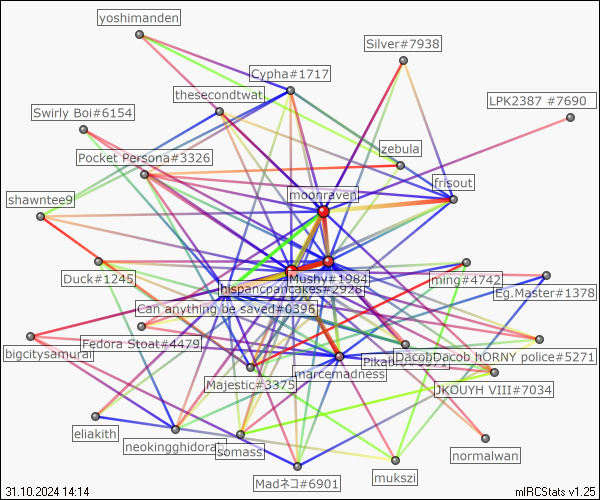 yoshimanden
Silver#7938
Cypha#1717
thesecondtwat
LPK2387 #7690
Swirly Boi#6154
zebula
Pocket Persona#3326
frisout
moonraven
shawntee9
Duck#1245
Mushy#1984
ming#4742
hispancpancakes#2928
Eg.Master#1378
Can anything be saved#0396
Fedora Stoat#4479
bigcitysamurai
DacobDacob hORNY police#5271
marcemadness
Majestic#3375
JKOUYH VIII#7034
eliakith
neokingghidorah
somass
normalwan
Madネコ#6901
mukszi
31.10.2024 14:14
mIRCStats v1.25